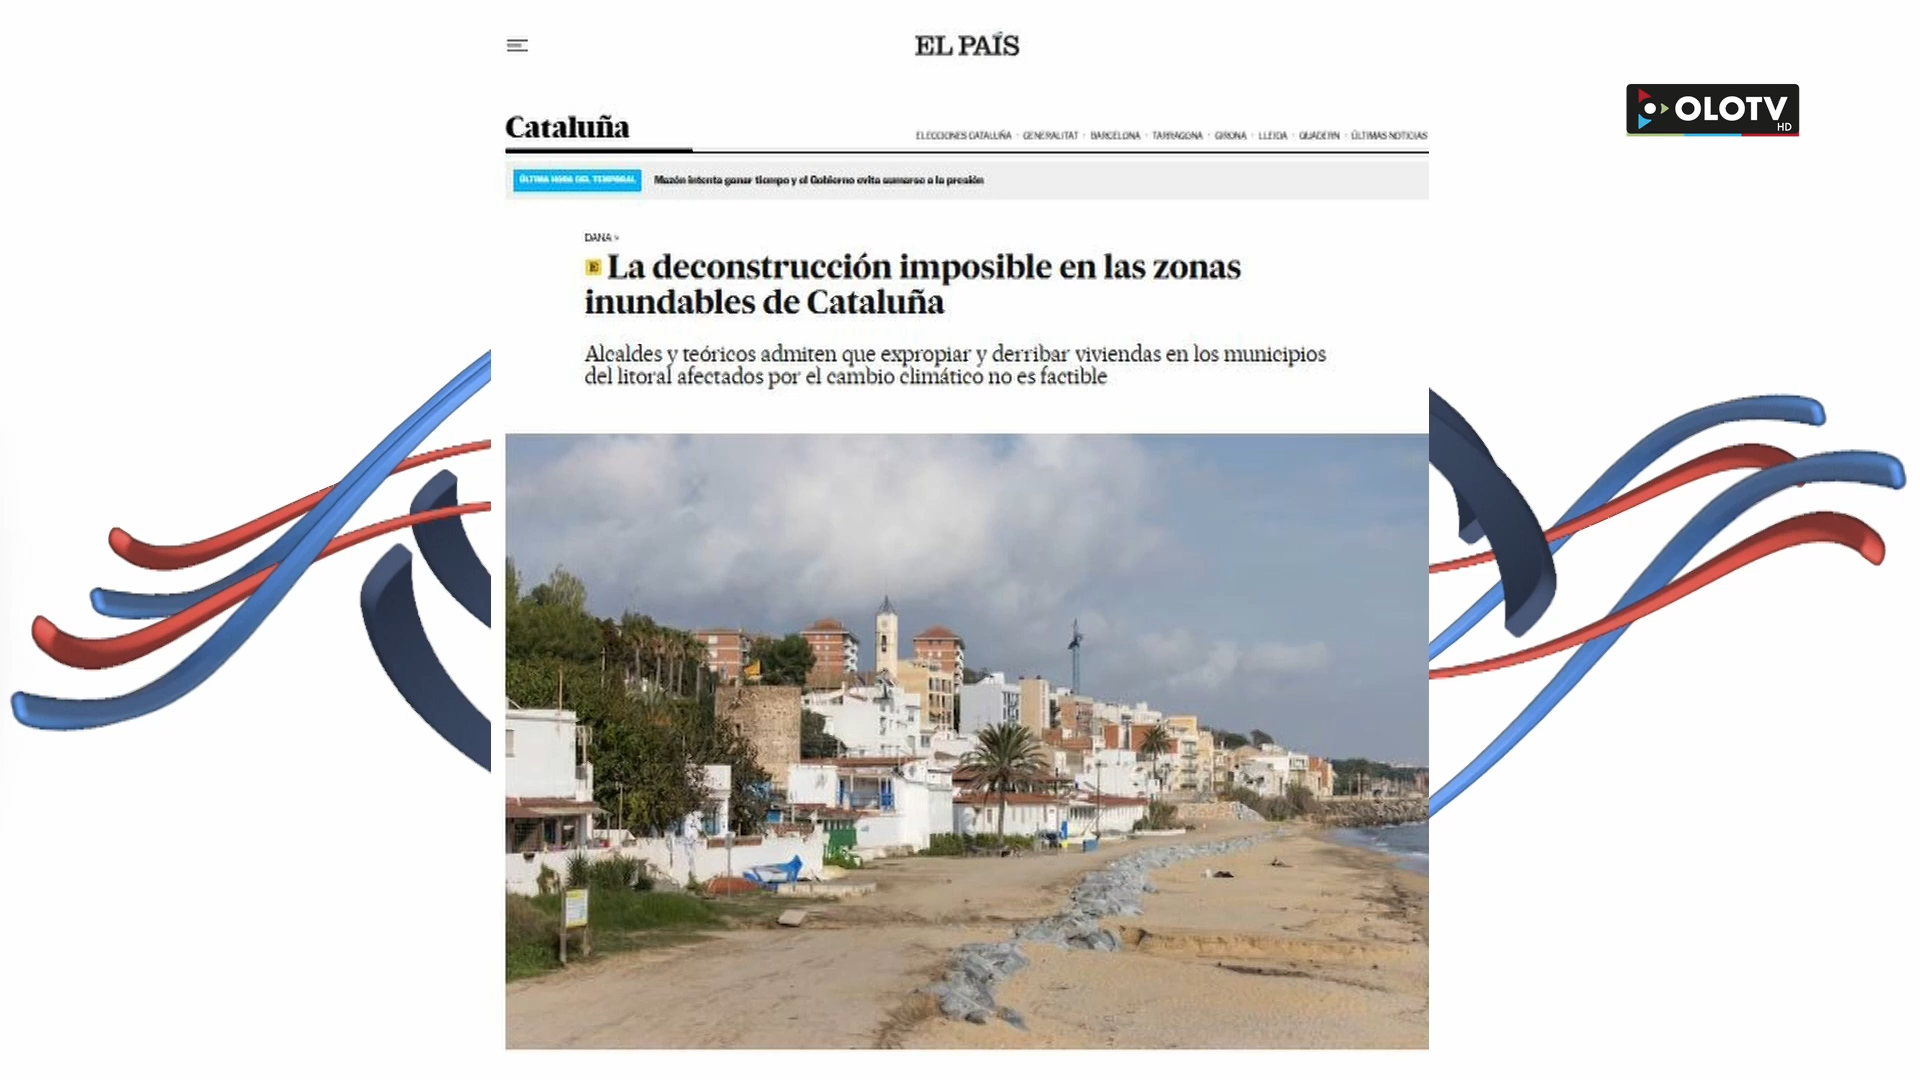 EL PAÍS
OLOTV
HD
Cataluña
ELECCIONES CATALUÑA · GENERALITAT · BARCELONA · TARRAGONA · GIRONA · LLEIDA · QUADERN · ÚLTIMAS NOTICIAS
ÚLTIMA HORA DEL TEMPORAL Mazón intenta ganar tiempo y el Gobierno evita sumarse a la presión
DANA >
E La deconstrucción imposible en las zonas
inundables de Cataluña
Alcaldes y teóricos admiten que expropiar y derribar viviendas en los municipios
del litoral afectados por el cambio climático no es factible